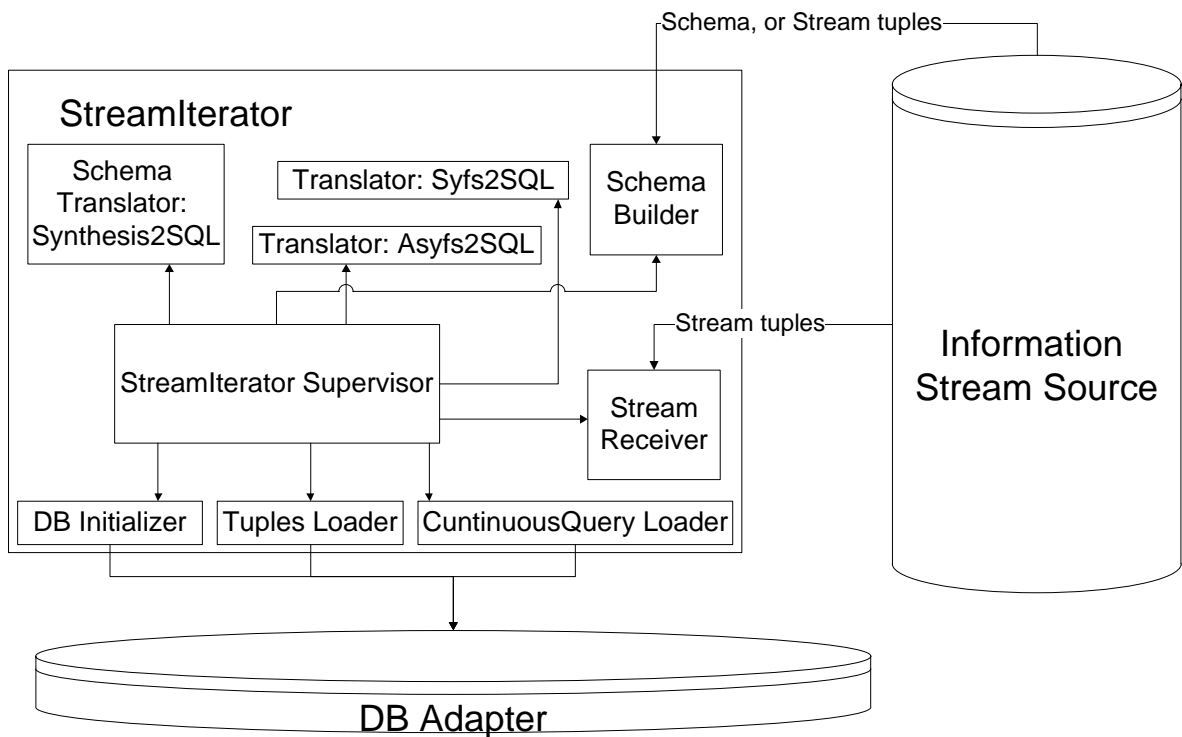 Schema, or Stream tuples
StreamIterator
Schema
Translator:
Synthesis2SQL
Translator: Syfs2SQL
Translator: Asyfs2SQL
Schema
Builder
Stream tuples
Information
Stream Source
StreamIterator Supervisor
Stream
Receiver
DB Initializer
Tuples Loader
CuntinuousQuery Loader
DB Adapter